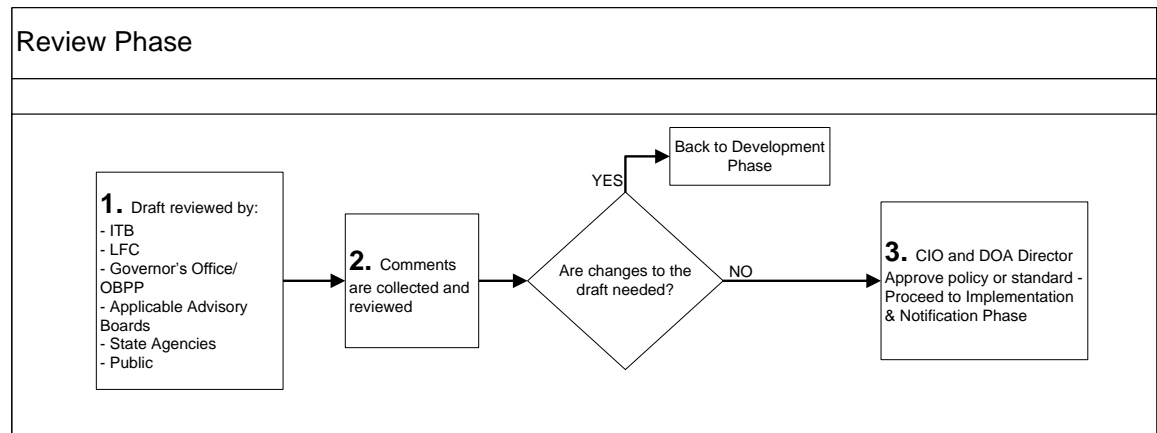 Review Phase
1. Draft reviewed by:
- ITB
- LFC
- Governor's Office/
OBPP
- Applicable Advisory
Boards
- State Agencies
- Public
2. Comments
are collected and
reviewed
Are changes to the
draft needed?
YES
Back to Development
Phase
NO
3. CIO and DOA Director
Approve policy or standard -
Proceed to Implementation
& Notification Phase